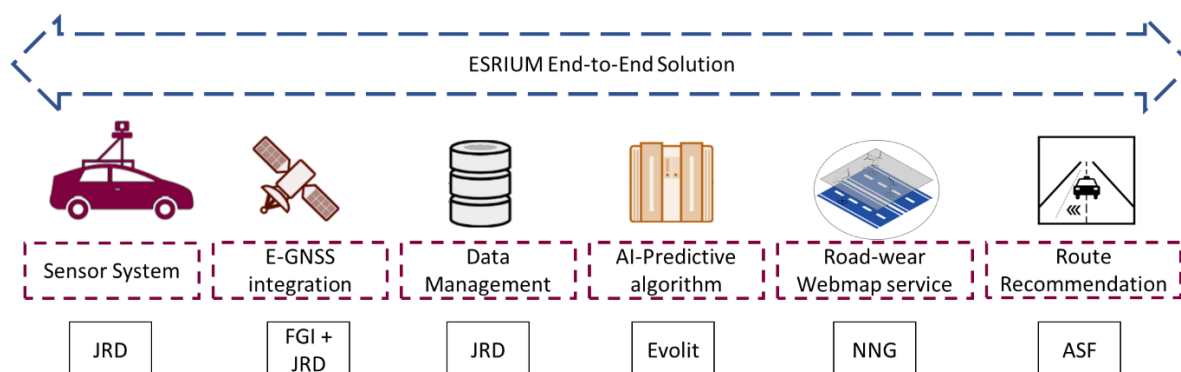 ESRIUM End-to-End Solution
Sensor System
E-GNSS
integration
Data
Management
AI-Predictive
algorithm
Road-wear
Webmap service
Route
Recommendation
JRD
FGI +
JRD
JRD
Evolit
NNG
ASF